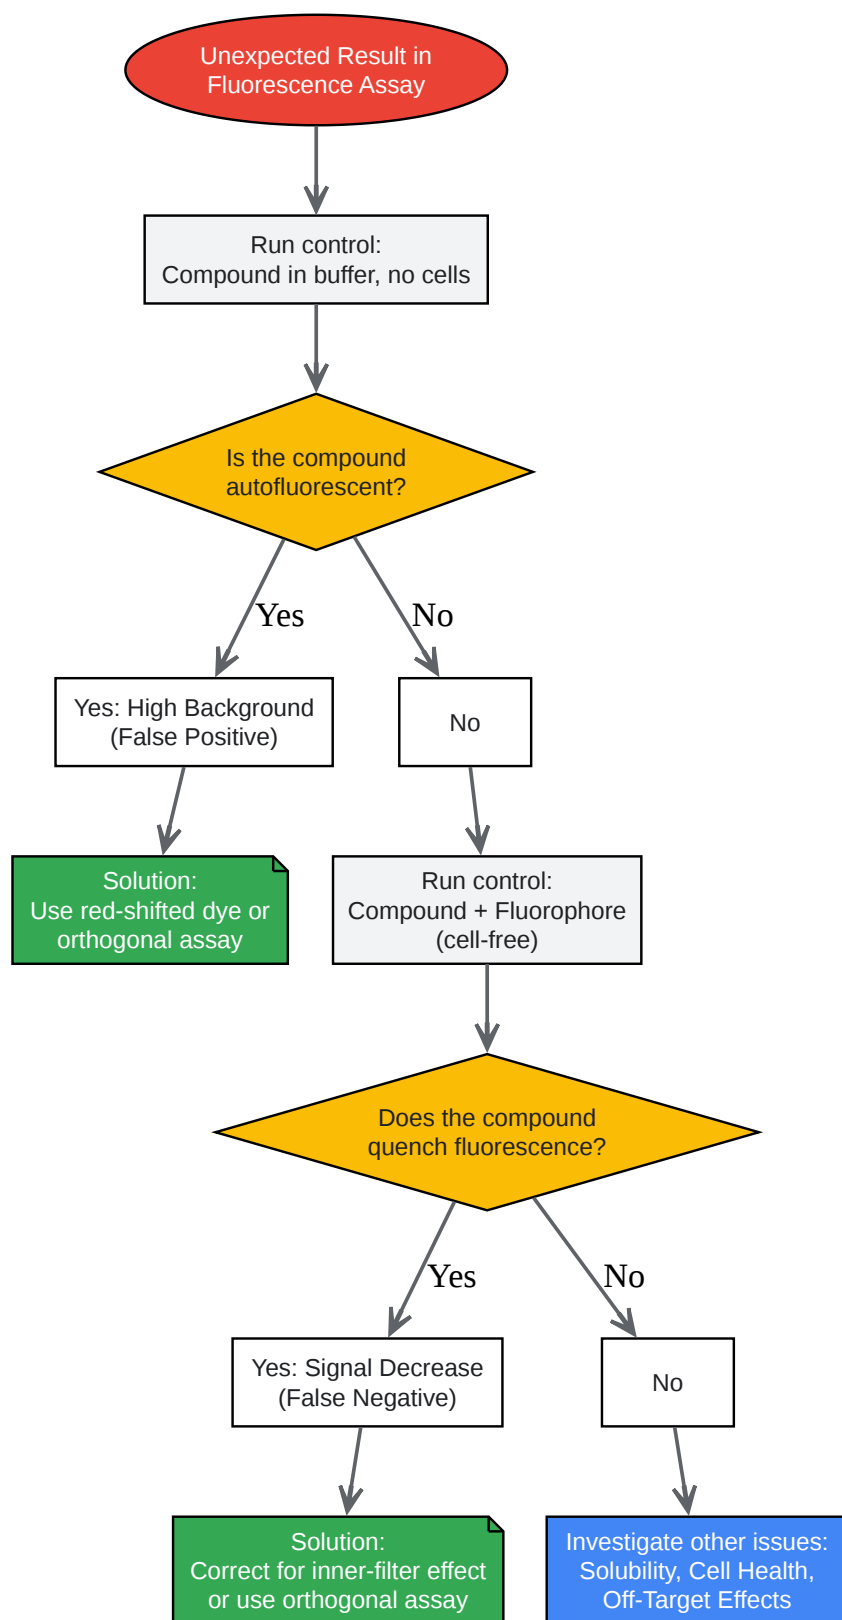 Unexpected Result in
Fluorescence Assay
Run control:
Compound in buffer, no cells
Is the compound
autofluorescent?
Yes
No
Yes: High Background
(False Positive)
No
Solution:
Use red-shifted dye or
orthogonal assay
Run control:
Compound + Fluorophore
(cell-free)
Does the compound
quench fluorescence?
Yes
No
Yes: Signal Decrease
(False Negative)
No
Solution:
Correct for inner-filter effect
or use orthogonal assay
Investigate other issues:
Solubility, Cell Health,
Off-Target Effects